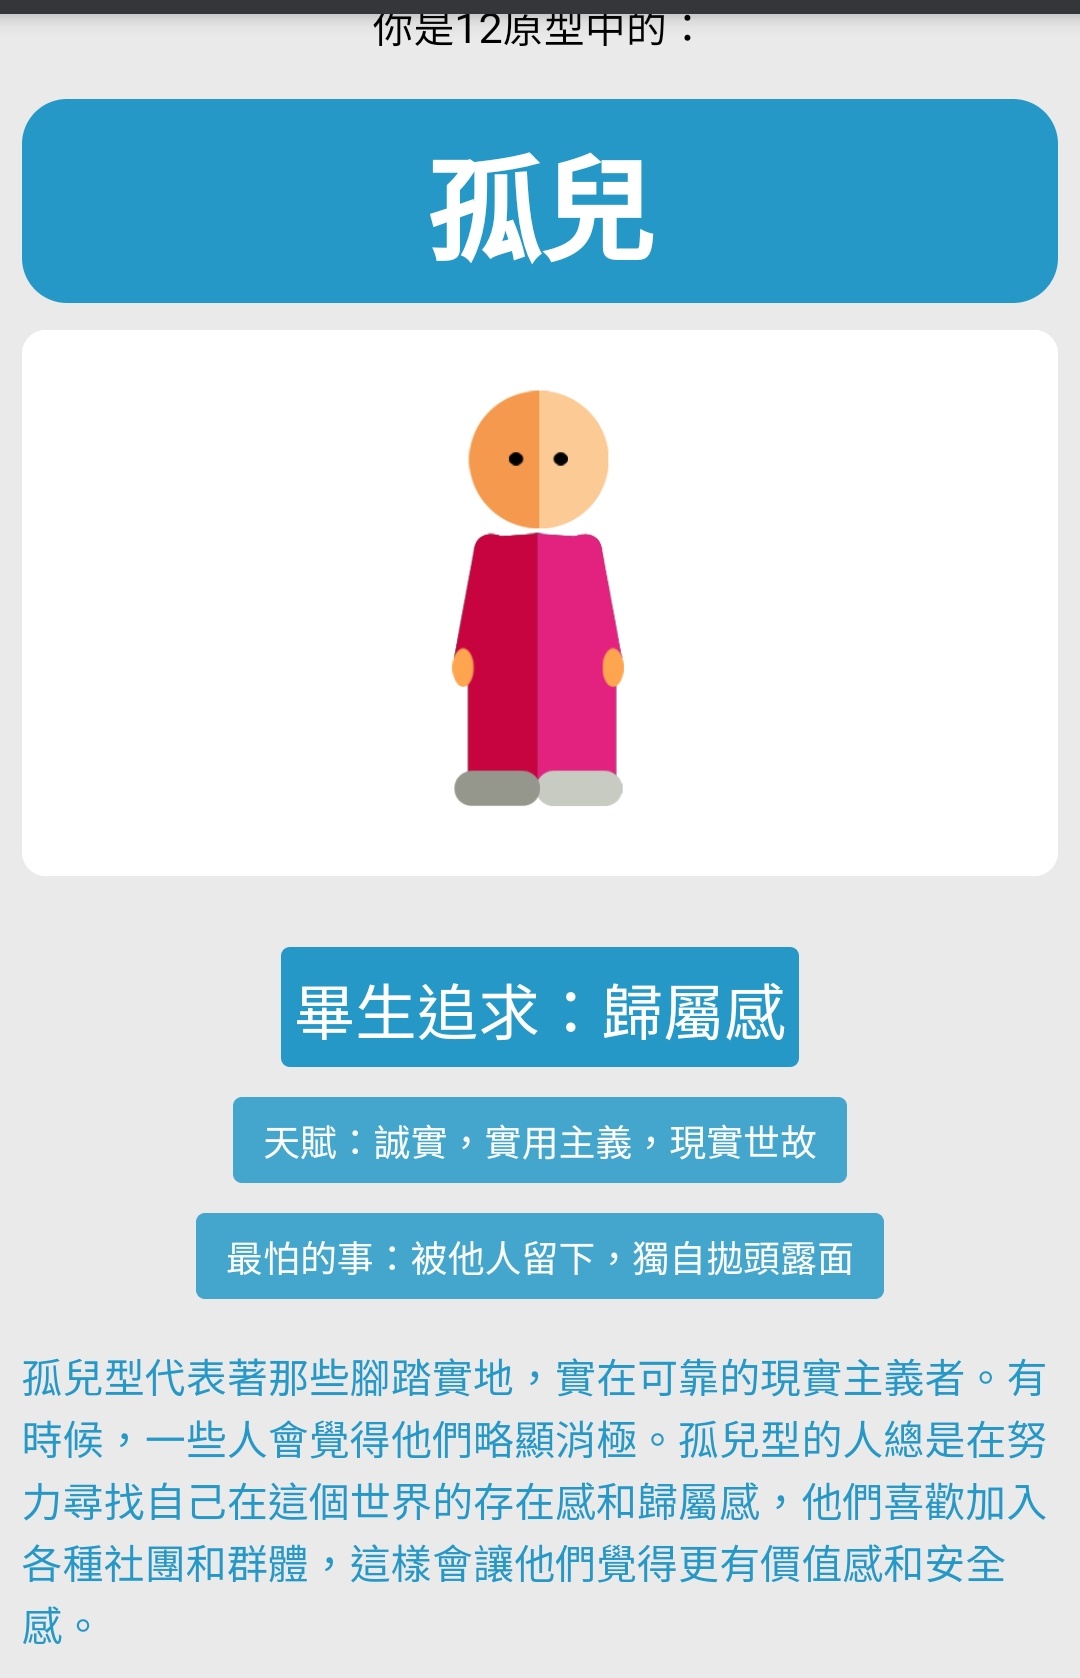 你是12原型中的：
孤兒
畢生追求：歸屬感
天賦：誠實，實用主義，現實世故
最怕的事：被他人留下，獨自拋頭露面
孤兒型代表著那些腳踏實地，實在可靠的現實主義者。有
時候，一些人會覺得他們略顯消極。孤兒型的人總是在努
力尋找自己在這個世界的存在感和歸屬感，他們喜歡加入
各種社團和群體，這樣會讓他們覺得更有價值感和安全
感。